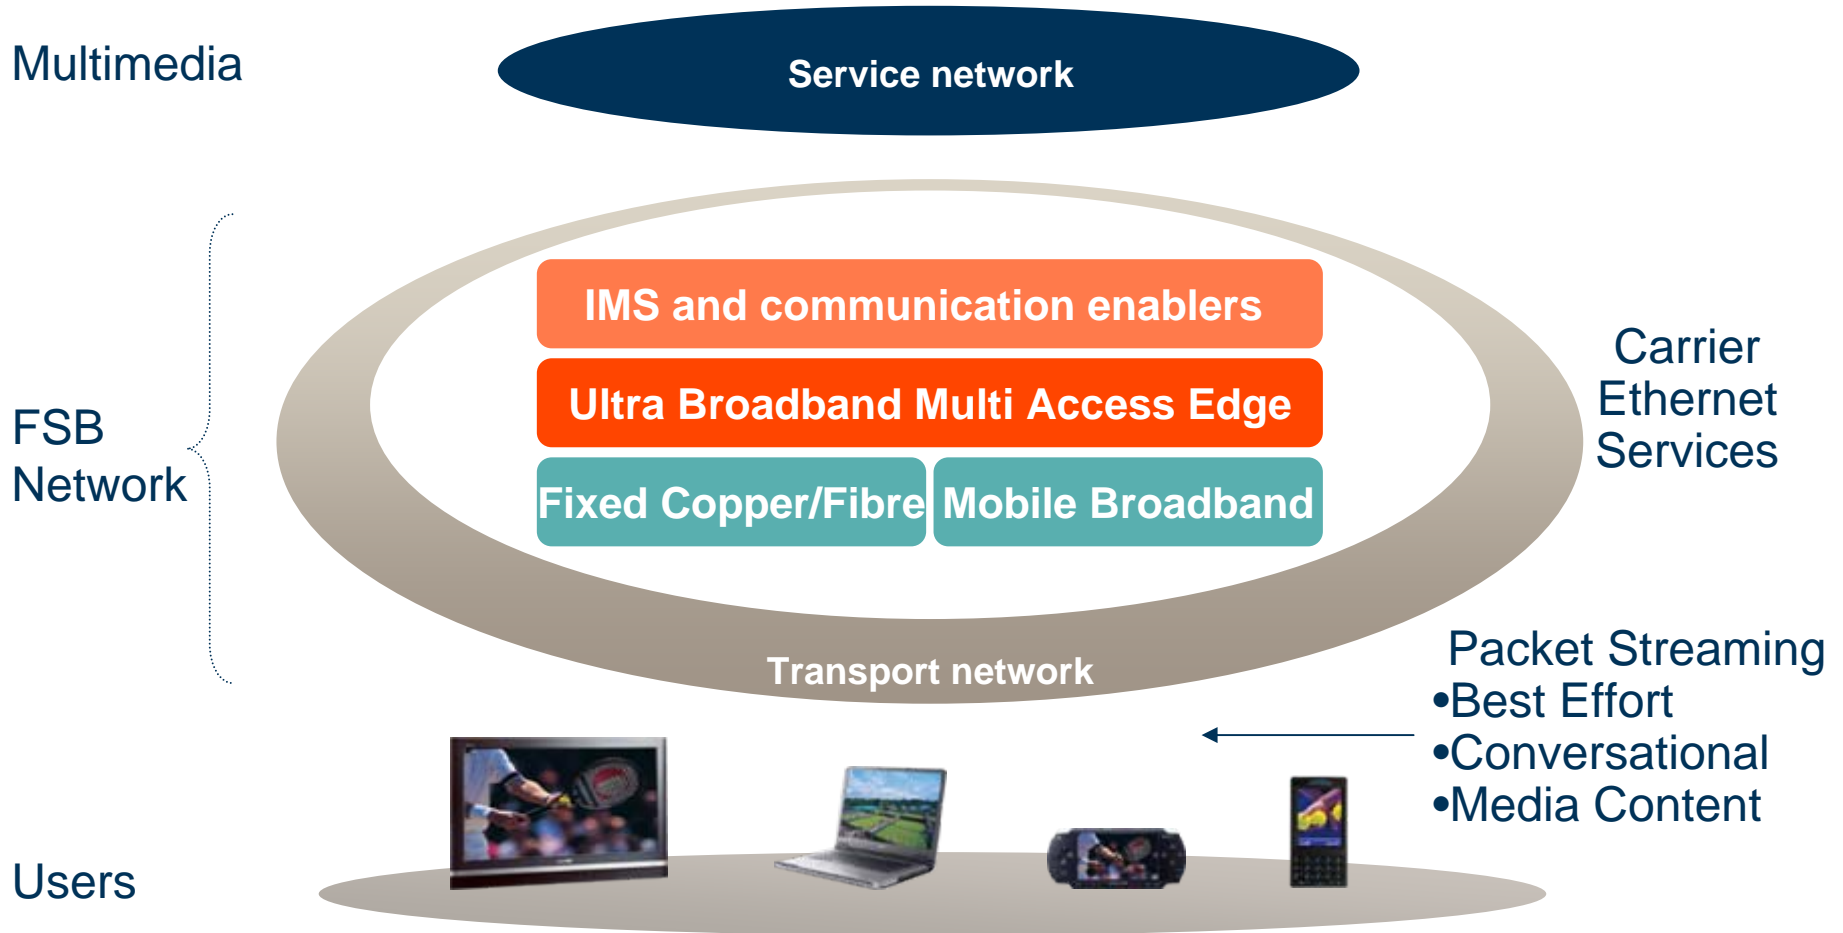 Multimedia
Service network
IMS and communication enablers
Ultra Broadband Multi Access Edge
Fixed Copper/Fibre
Mobile Broadband
Transport network
FSB
Network
Carrier
Ethernet
Services
Packet Streaming
•Best Effort
•Conversational
•Media Content
Users